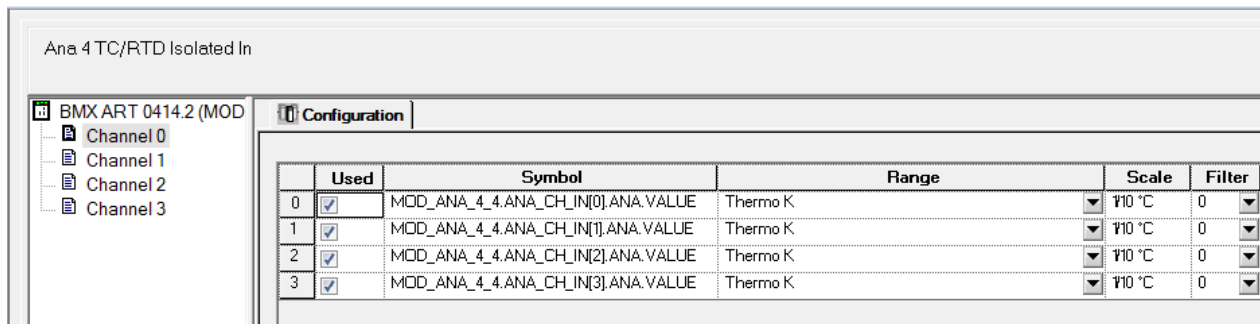 Ana 4 TC/RTD Isolated In
BMX ART 0414.2 (MOD
Channel 0
Channel 1
Channel 2
Channel 3
Configuration
Used Symbol Range Scale Filter
0 MOD_ANA_4_4.ANA_CH_IN[0].ANA.VALUE Thermo K 1/10 °C 0
1 MOD_ANA_4_4.ANA_CH_IN[1].ANA.VALUE Thermo K 1/10 °C 0
2 MOD_ANA_4_4.ANA_CH_IN[2].ANA.VALUE Thermo K 1/10 °C 0
3 MOD_ANA_4_4.ANA_CH_IN[3].ANA.VALUE Thermo K 1/10 °C 0